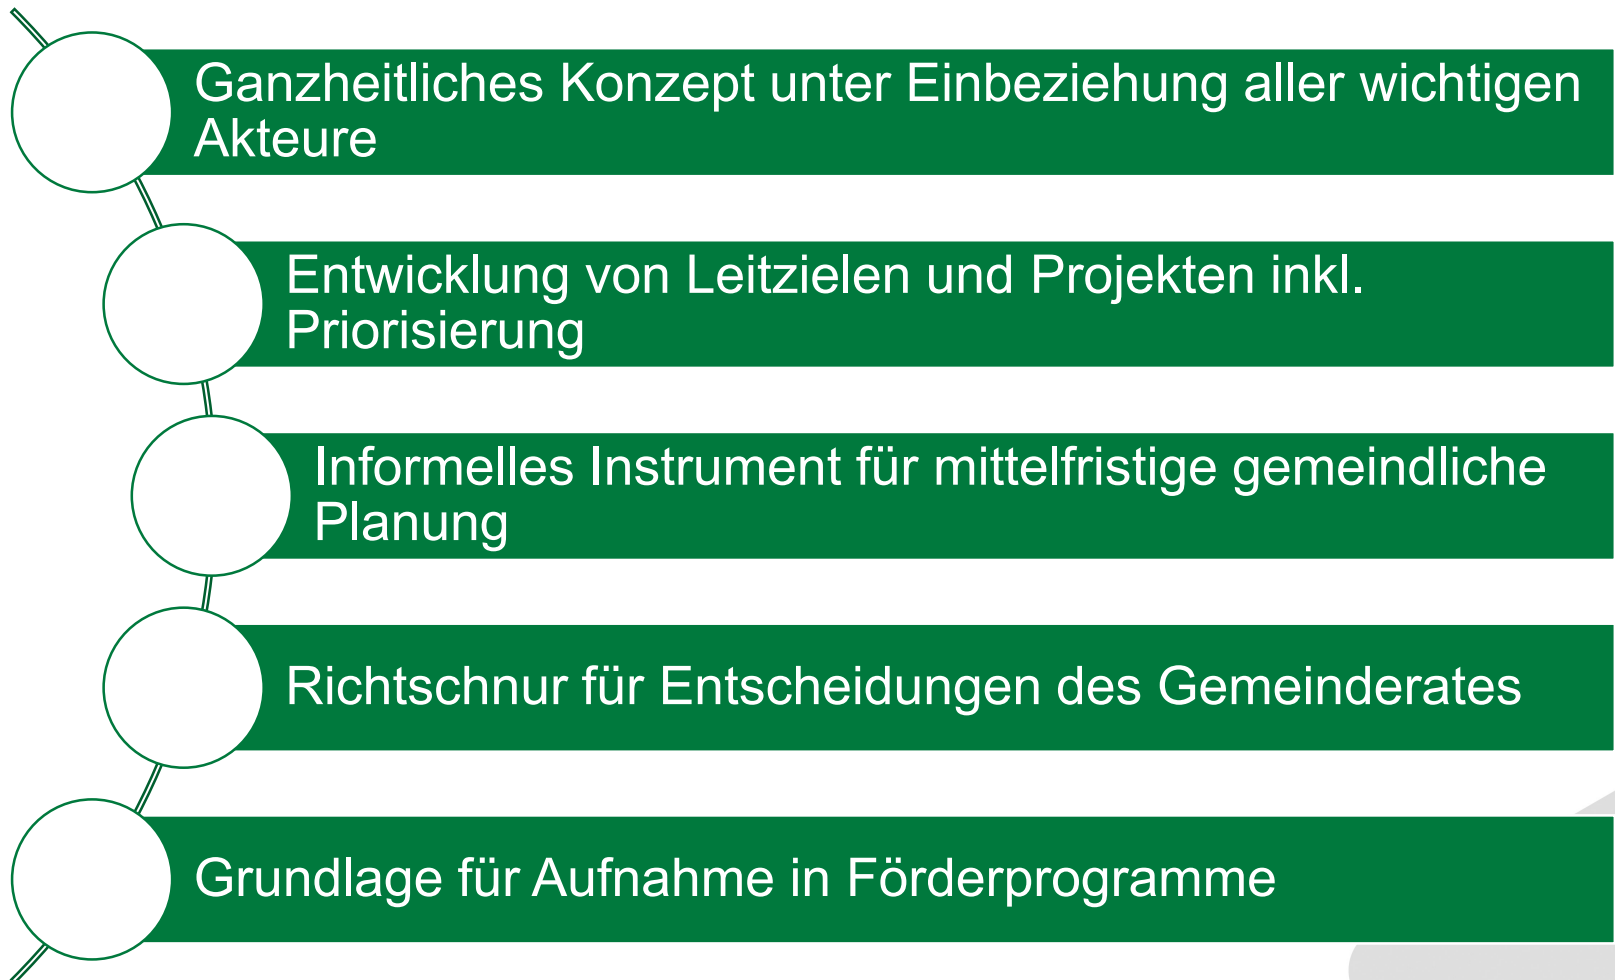 Ganzheitliches Konzept unter Einbeziehung aller wichtigen
Akteure
Entwicklung von Leitzielen und Projekten inkl.
Priorisierung
Informelles Instrument für mittelfristige gemeindliche
Planung
Richtschnur für Entscheidungen des Gemeinderates
Grundlage für Aufnahme in Förderprogramme